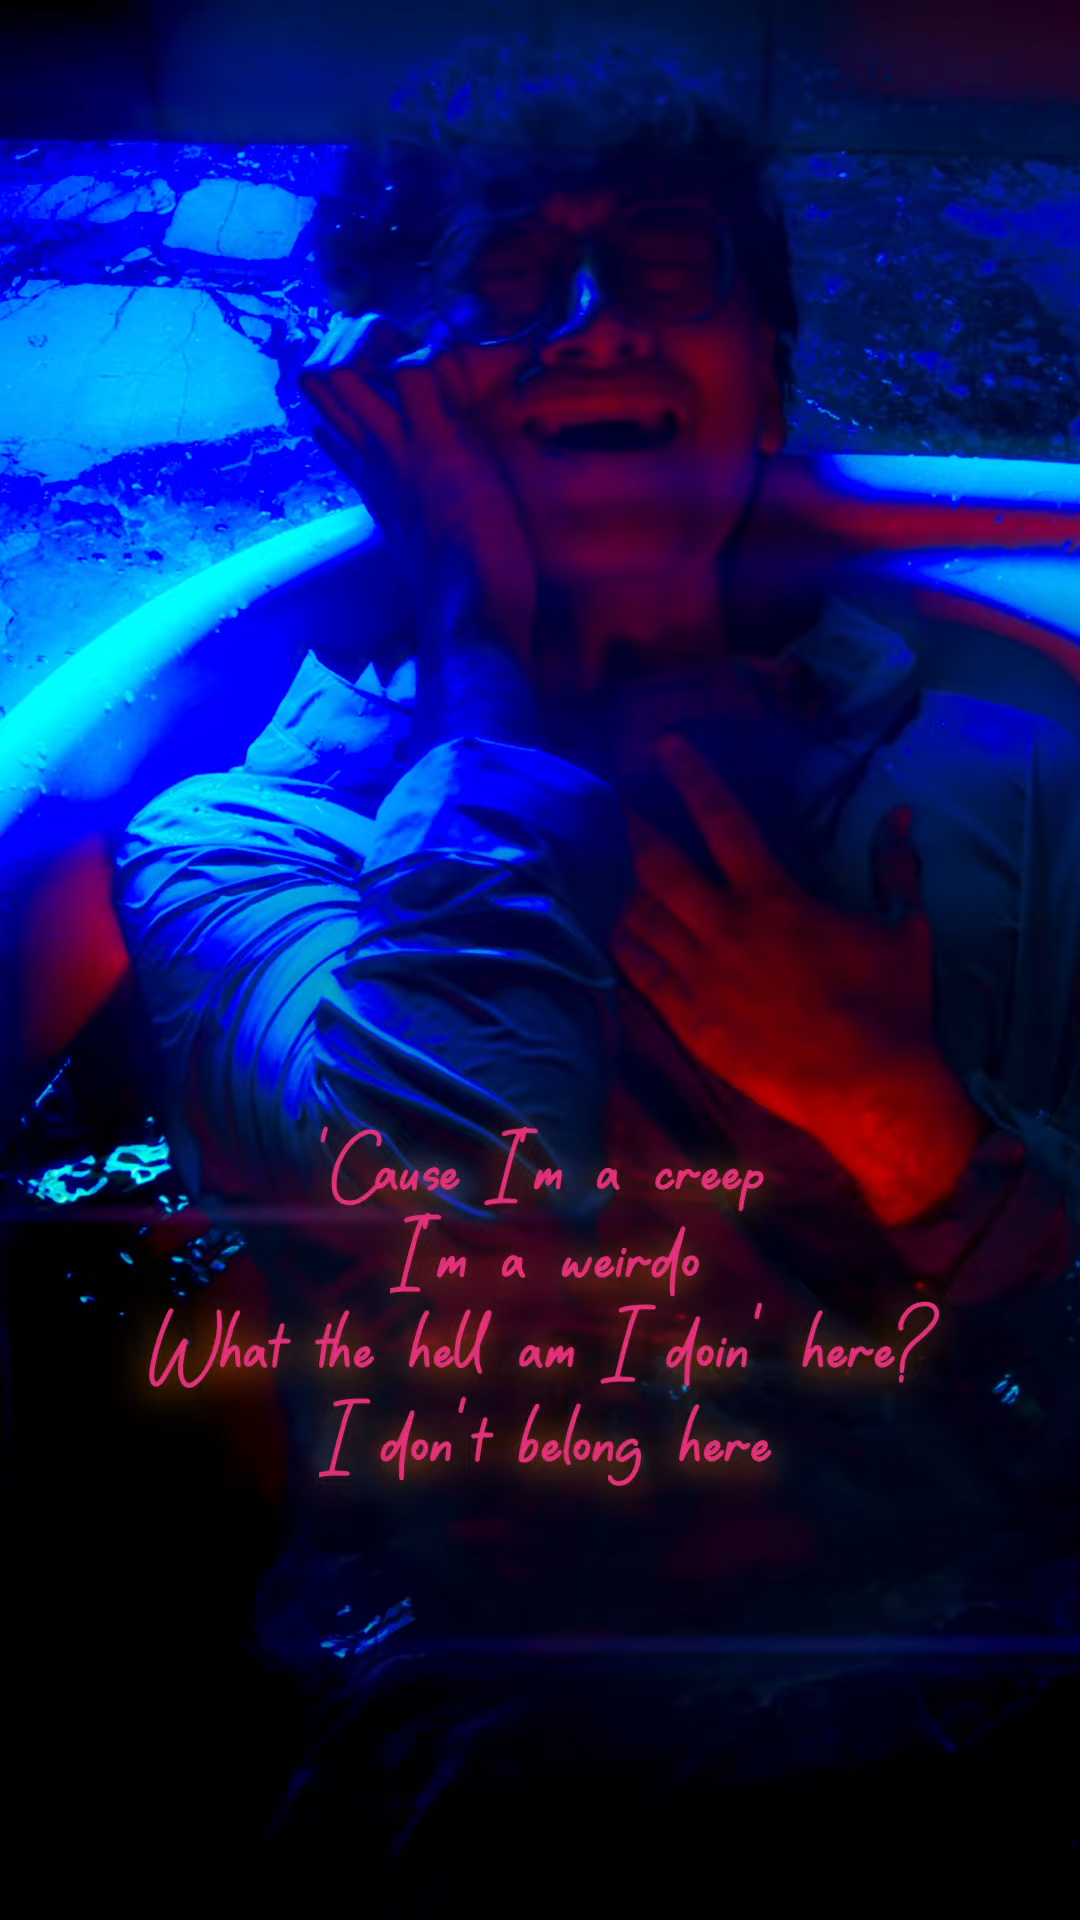 'Cause I'm a creep
I'm a weirdo
What the hell am I doin' here?
I don't belong here